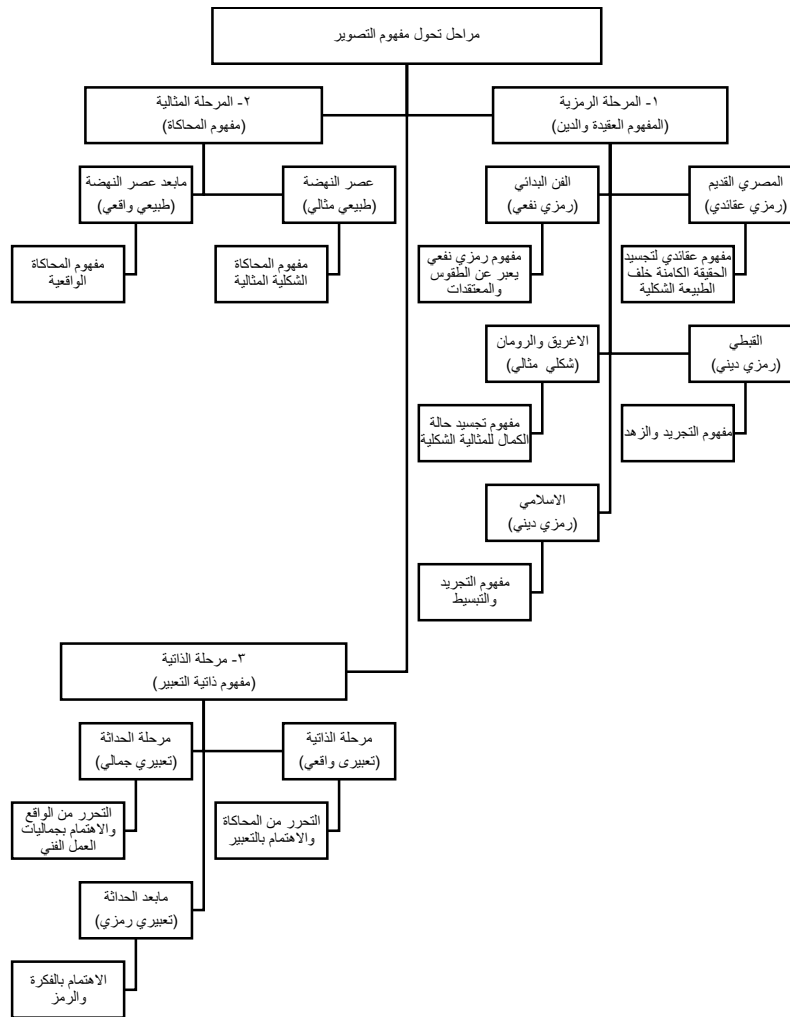 مراحل تحول مفهوم التصوير
١- المرحلة الرمزية
(المفهوم العقيدة والدين)
٢- المرحلة المثالية
(مفهوم المحاكاة)
المصري القديم
(رمزي عقائدي)
الفن البدائي
(رمزي نفعي)
عصر النهضة
(طبيعي مثالي)
مابعد عصر النهضة
(طبيعي واقعي)
مفهوم عقائدي لتجسيد
الحقيقة الكامنة خلف
الطبيعة الشكلية
مفهوم رمزي نفعي
يعبر عن الطقوس
والمعتقدات
مفهوم المحاكاة
الشكلية المثالية
مفهوم المحاكاة
الواقعية
القبطي
(رمزي ديني)
الاغريق والرومان
(شكلي مثالي)
مفهوم التجريد والزهد
مفهوم تجسيد حالة
الكمال للمثالية الشكلية
الاسلامي
(رمزي ديني)
مفهوم التجريد
والتبسيط
٣- مرحلة الذاتية
(مفهوم ذاتية التعبير)
مرحلة الذاتية
(تعبيرى واقعي)
مرحلة الحداثة
(تعبيري جمالي)
التحرر من المحاكاة
والاهتمام بالتعبير
التحرر من الواقع
والاهتمام بجماليات
العمل الفني
مابعد الحداثة
(تعبيري رمزي)
الاهتمام بالفكرة
والرمز